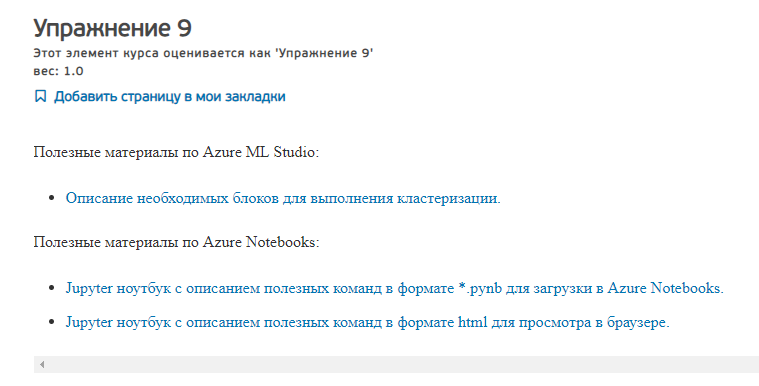 Упражнение 9
Этот элемент курса оценивается как 'Упражнение 9'
вес: 1.0
Добавить страницу в мои закладки
Полезные материалы по Azure ML Studio:
Описание необходимых блоков для выполнения кластеризации.
Полезные материалы по Azure Notebooks:
Jupyter ноутбук с описанием полезных команд в формате *.pynb для загрузки в Azure Notebooks.
Jupyter ноутбук с описанием полезных команд в формате html для просмотра в браузере.